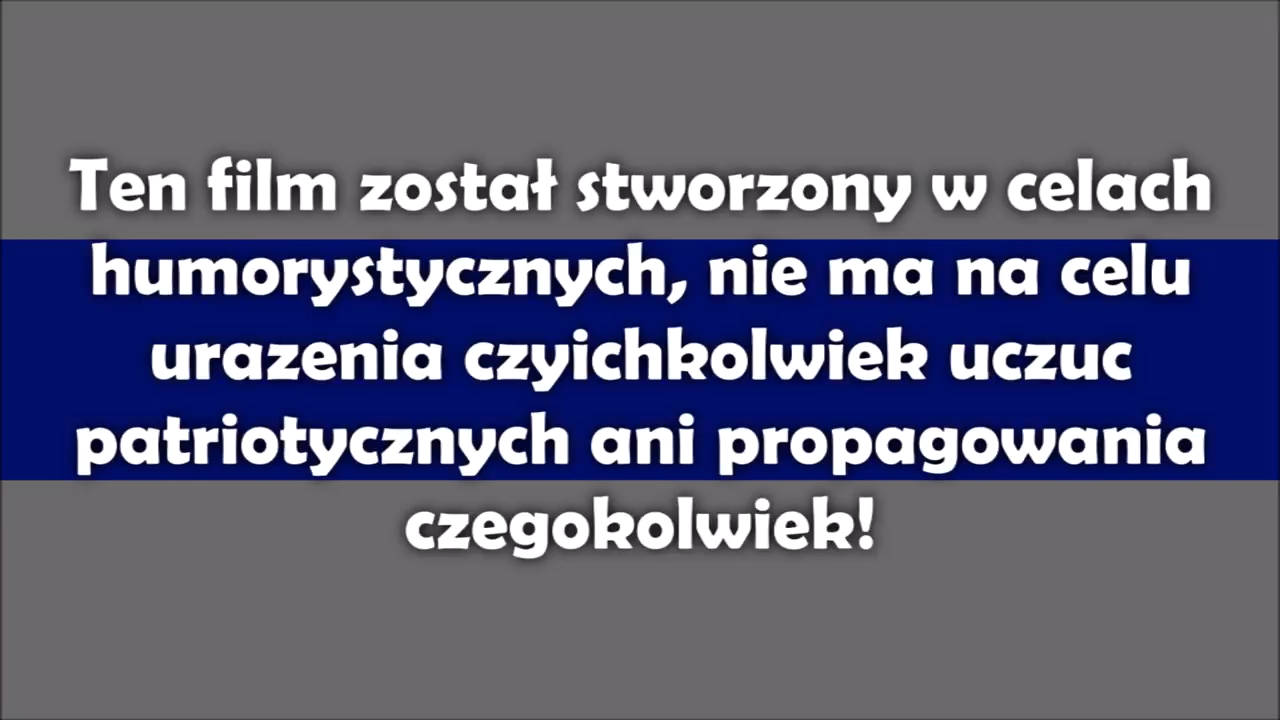 Ten film został stworzony w celach
humorystycznych, nie ma na celu
urazenia czyichkolwiek uczuc
patriotycznych ani propagowania
czegokolwiek!